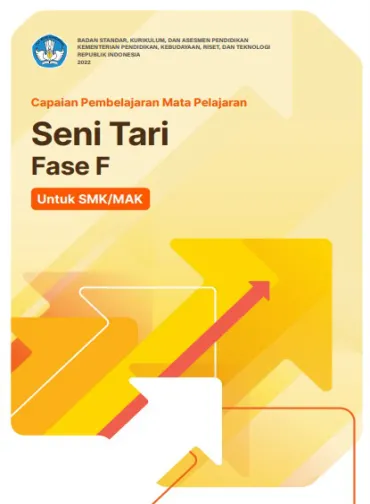 BADAN STANDAR, KURIKULUM, DAN ASESMEN PENDIDIKAN
KEMENTERIAN PENDIDIKAN, KEBUDAYAAN, RISET, DAN TEKNOLOGI
REPUBLIK INDONESIA
2022
Capaian Pembelajaran Mata Pelajaran
Seni Tari
Fase F
Untuk SMK/MAK